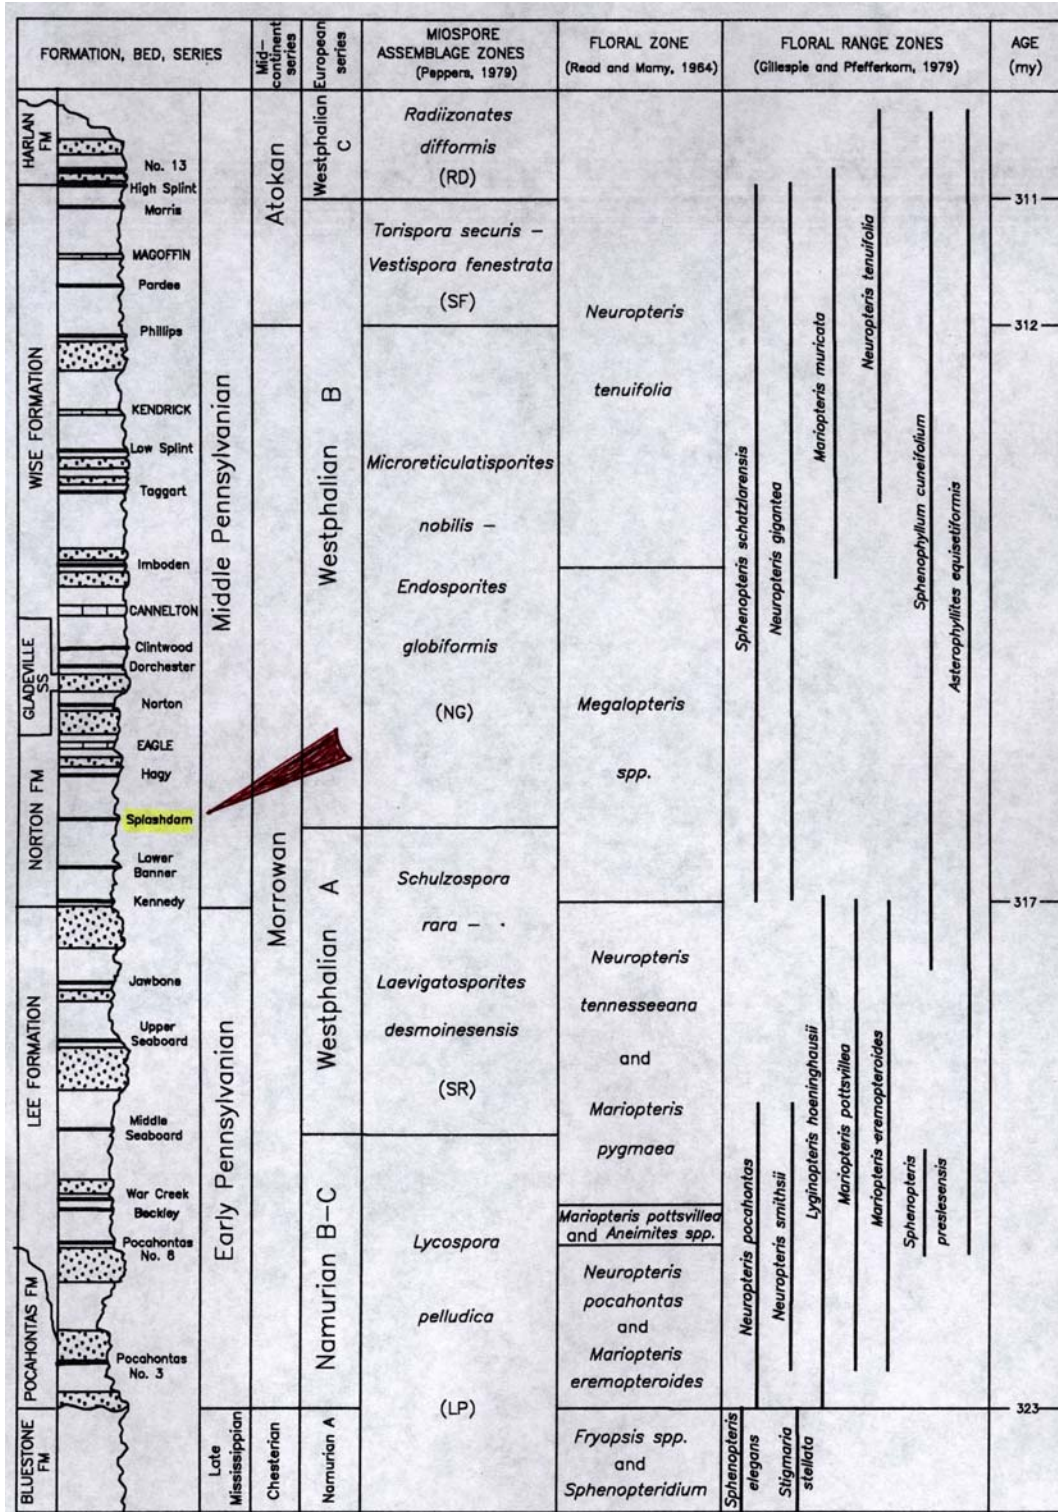 FORMATION, BED, SERIES
Mid-
continent
series
European
series
MIOSPORE
ASSEMBLAGE ZONES
(Peppers, 1979)
FLORAL ZONE
(Read and Mamy, 1964)
FLORAL RANGE ZONES
(Gillespie and Pfefferkorn, 1979)
AGE
(my)
HARLAN
FM
WISE FORMATION
GLADEVILLE
SS
NORTON FM
LEE FORMATION
POCAHONTAS FM
BLUESTONE
FM
No. 13
High Splint
Morris
MAGOFFIN
Pardee
Phillips
KENDRICK
Low Splint
Taggart
Imboden
CANNELTON
Clintwood
Dorchester
Norton
EAGLE
Hagy
Splashdam
Lower
Banner
Kennedy
Jawbone
Upper
Seaboard
Middle
Seaboard
War Creek
Beckley
Pocahontas
No. 8
Pocahontas
No. 3
Middle Pennsylvanian
Early Pennsylvanian
Late
Mississippian
Atokan
Morrowan
Chesterian
Westphalian
C
Westphalian B
Westphalian A
Namurian B-C
Namurian A
Radiizonates
difformis
(RD)
Torispora securis –
Vestispora fenestrata
(SF)
Microreticulatisporites
nobilis –
Endosporites
globiformis
(NG)
Schulzospora
rara –
Laevigatosporites
desmoinesensis
(SR)
Lycospora
pelludica
(LP)
Neuropteris
tenuifolia
Megalopteris
spp.
Neuropteris
tennesseeana
and
Mariopteris
pygmaea
Mariopteris pottsvillea
and Aneimites spp.
Neuropteris
pocahontas
and
Mariopteris
eremopteroides
Fryopsis spp.
and
Sphenopteridium
Sphenopteris schatzlarensis
Neuropteris gigantea
Mariopteris muricata
Neuropteris tenuifolia
Sphenophyllum cuneifolium
Asterophyllites equisetiformis
Neuropteris pocahontas
Neuropteris smithsii
Lyginopteris hoeninghausii
Mariopteris pottsvillea
Mariopteris eremopteroides
Sphenopteris
preslesensis
Sphenopteris
elegans
Stigmaria
stellata
311
312
317
323